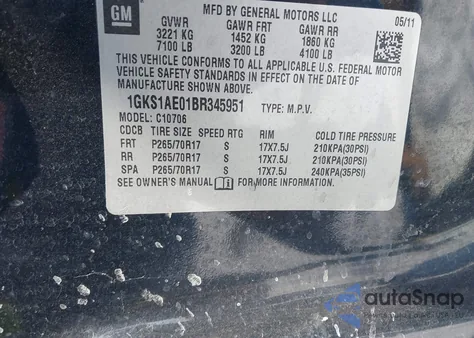 GM
MFD BY GENERAL MOTORS LLC
05/11
GVWR GAWR FRT GAWR RR
3221 KG 1452 KG 1860 KG
7100 LB 3200 LB 4100 LB
THIS VEHICLE CONFORMS TO ALL APPLICABLE U.S. FEDERAL MOTOR
VEHICLE SAFETY STANDARDS IN EFFECT ON THE DATE OF
MANUFACTURE SHOWN ABOVE.
1GKS1AE01BR345951 TYPE: M.P.V.
MODEL: C10706
CDCB TIRE SIZE SPEED RTG RIM COLD TIRE PRESSURE
FRT P265/70R17 S 17X7.5J 210KPA(30PSI)
RR P265/70R17 S 17X7.5J 210KPA(30PSI)
SPA P265/70R17 S 17X7.5J 240KPA(35PSI)
SEE OWNER'S MANUAL FOR MORE INFORMATION.
autoSnap